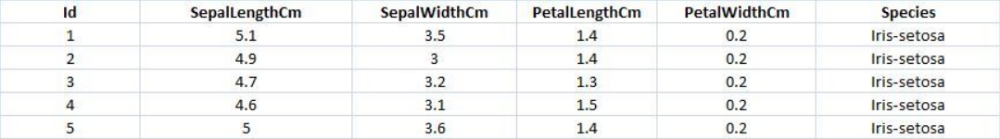 Id SepalLengthCm SepalWidthCm PetalLengthCm PetalWidthCm Species
1 5.1 3.5 1.4 0.2 Iris-setosa
2 4.9 3 1.4 0.2 Iris-setosa
3 4.7 3.2 1.3 0.2 Iris-setosa
4 4.6 3.1 1.5 0.2 Iris-setosa
5 5 3.6 1.4 0.2 Iris-setosa